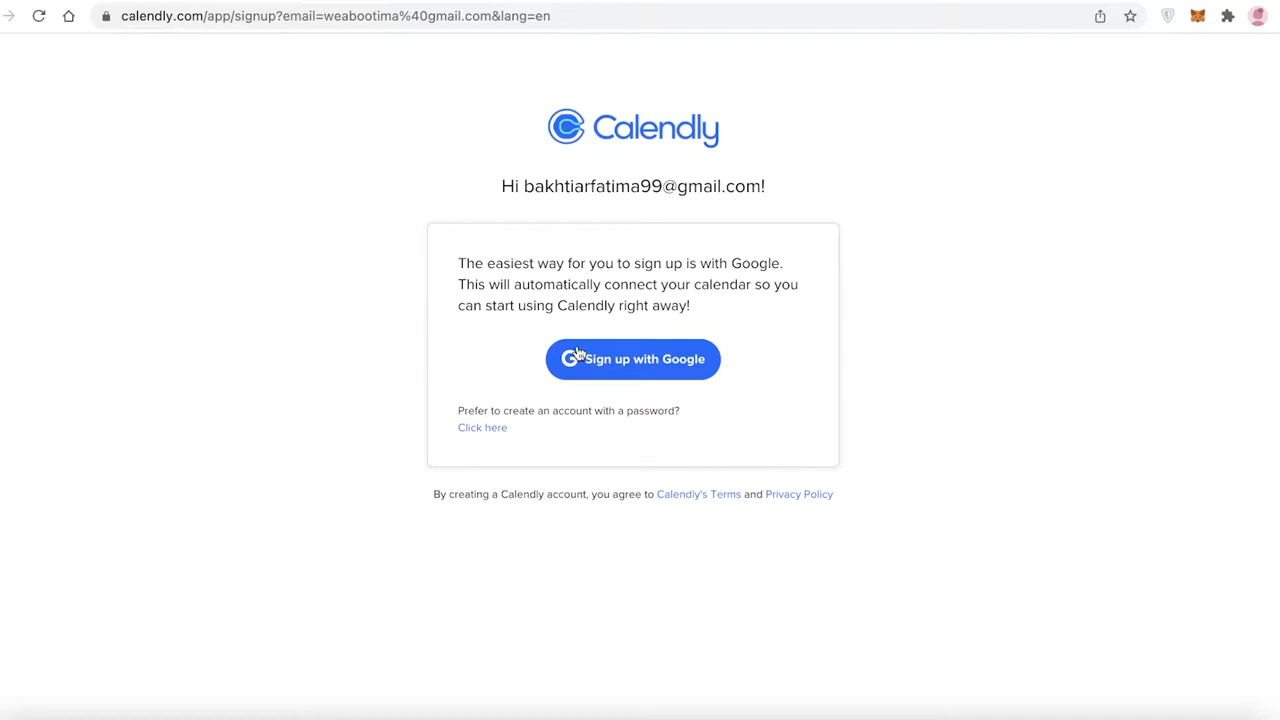 calendly.com/app/signup?email=weabootima%40gmail.com&lang=en
Calendly
Hi bakhtiarfatima99@gmail.com!
The easiest way for you to sign up is with Google.
This will automatically connect your calendar so you
can start using Calendly right away!
Sign up with Google
Prefer to create an account with a password?
Click here
By creating a Calendly account, you agree to Calendly's Terms and Privacy Policy